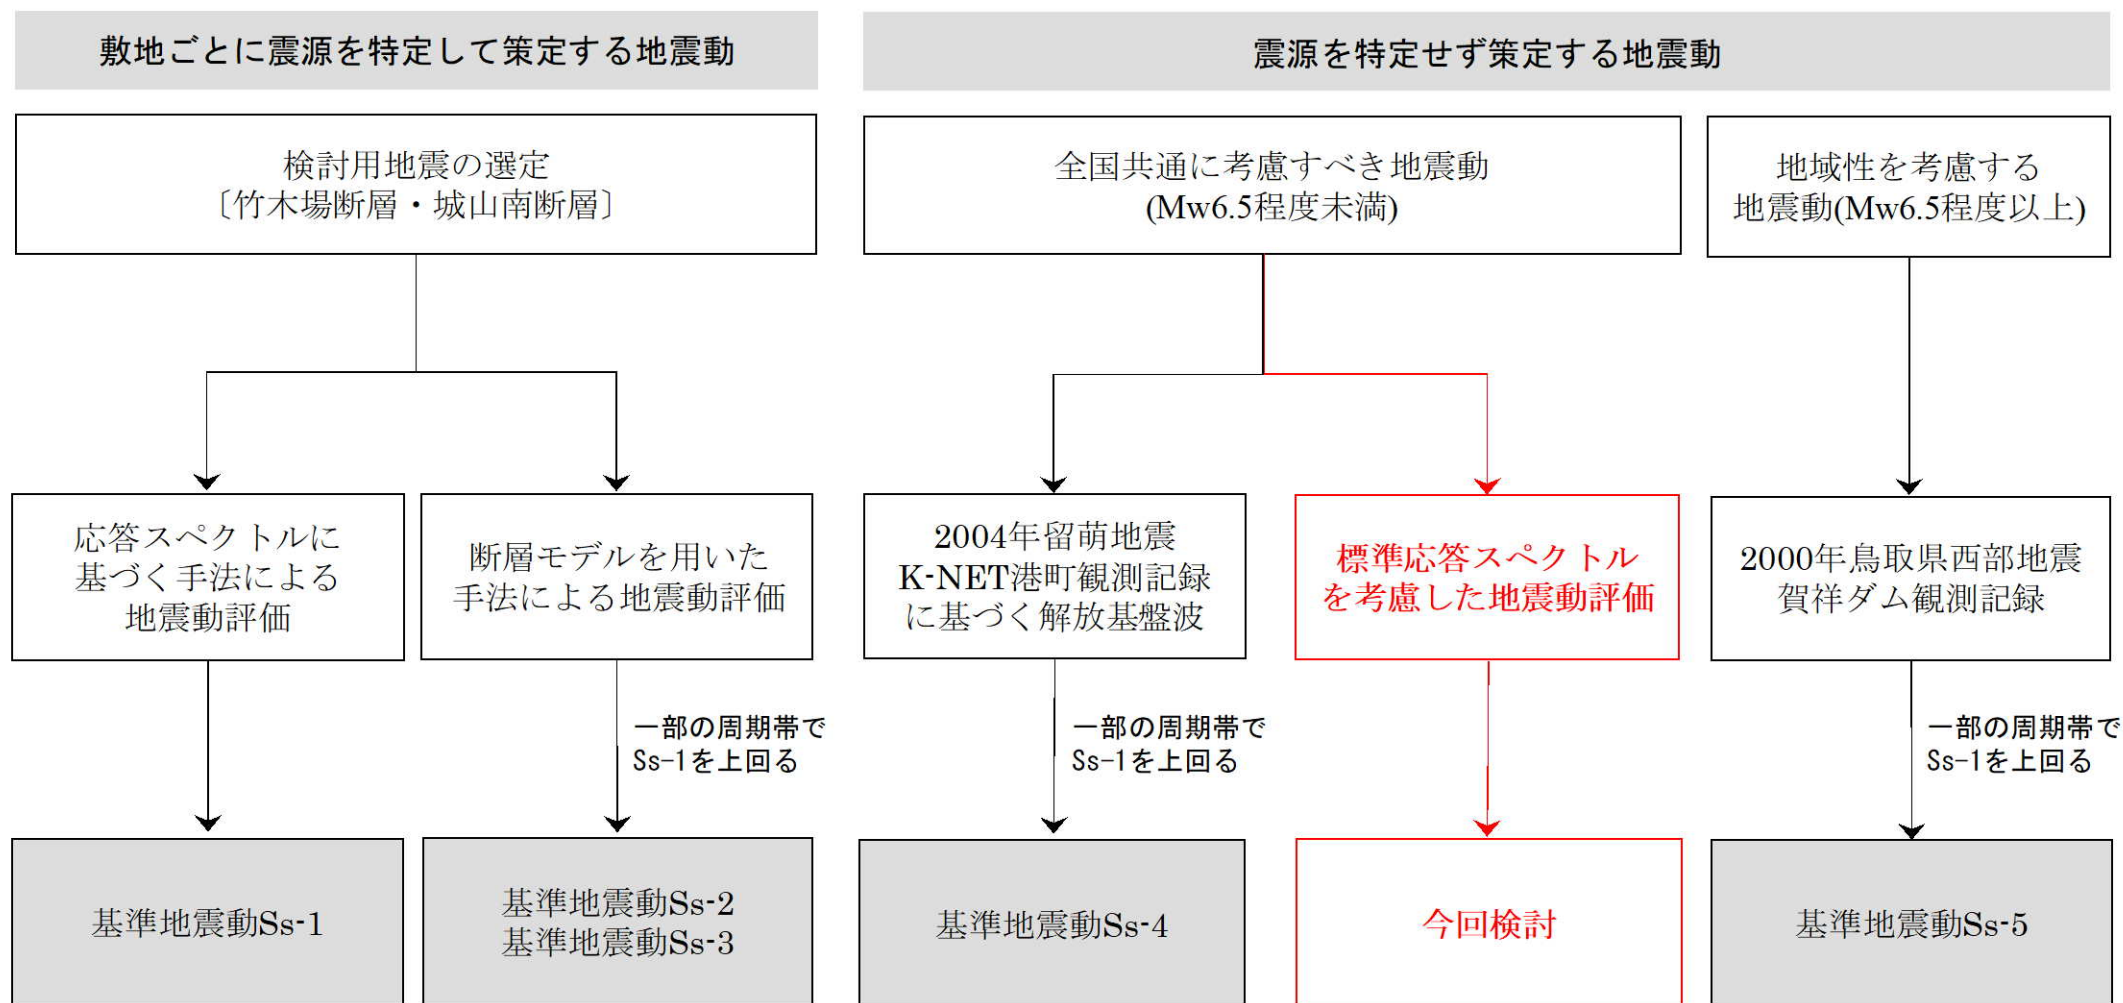 敷地ごとに震源を特定して策定する地震動
震源を特定せず策定する地震動
検討用地震の選定
〔竹木場断層・城山南断層〕
全国共通に考慮すべき地震動
(Mw6.5程度未満)
地域性を考慮する
地震動(Mw6.5程度以上)
応答スペクトルに
基づく手法による
地震動評価
断層モデルを用いた
手法による地震動評価
2004年留萌地震
K-NET港町観測記録
に基づく解放基盤波
標準応答スペクトル
を考慮した地震動評価
2000年鳥取県西部地震
賀祥ダム観測記録
一部の周期帯で
Ss-1を上回る
一部の周期帯で
Ss-1を上回る
一部の周期帯で
Ss-1を上回る
基準地震動Ss-1
基準地震動Ss-2
基準地震動Ss-3
基準地震動Ss-4
今回検討
基準地震動Ss-5